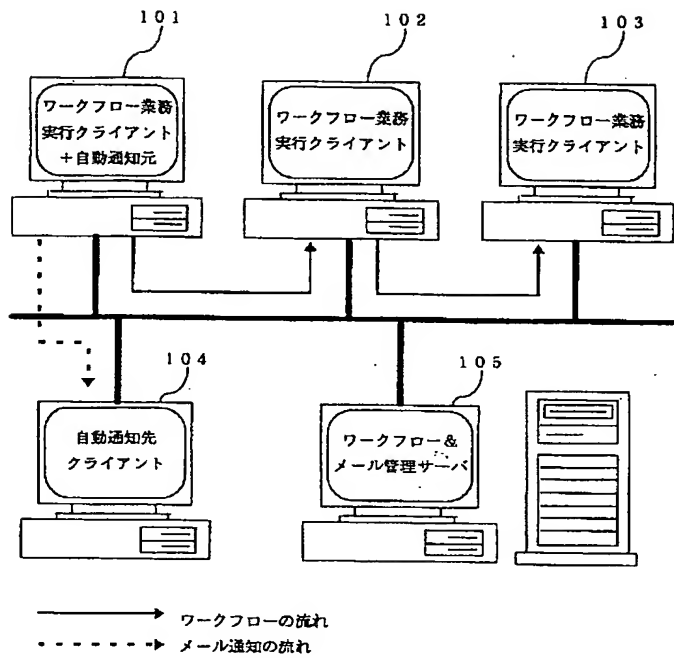 101
102
103
ワークフロー業務
実行クライアント
+自動通知元
ワークフロー業務
実行クライアント
ワークフロー業務
実行クライアント
104
105
自動通知先
クライアント
ワークフロー&
メール管理サーバ
ワークフローの流れ
メール通知の流れ